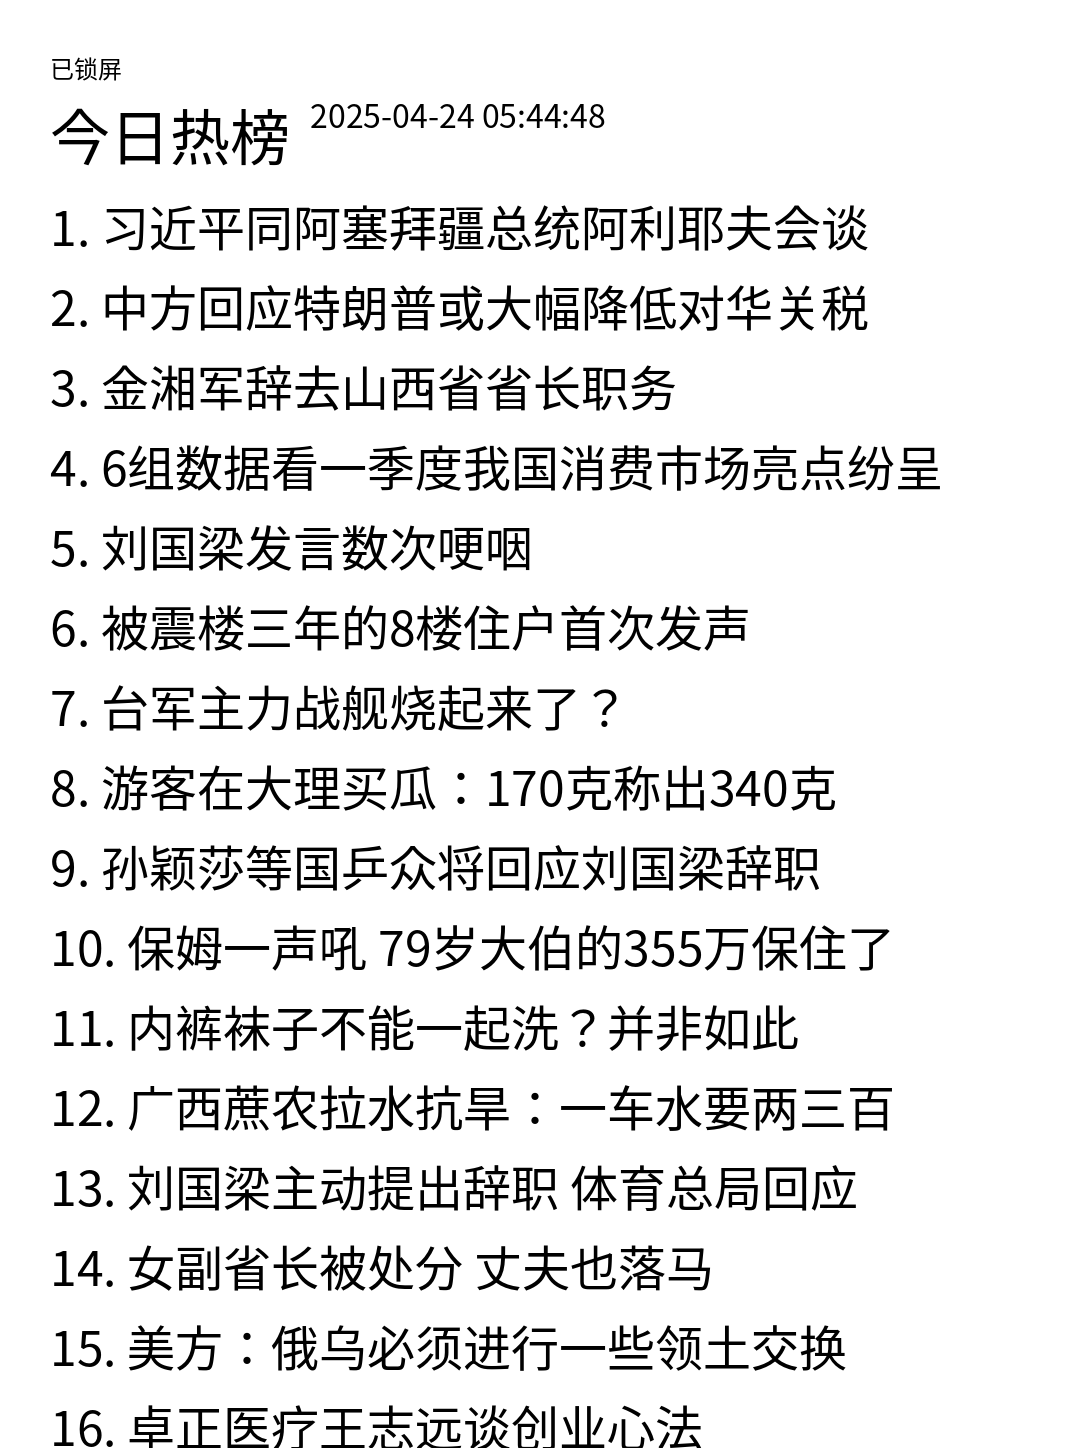 已锁屏
今日热榜 2025-04-24 05:44:48
1. 习近平同阿塞拜疆总统阿利耶夫会谈
2. 中方回应特朗普或大幅降低对华关税
3. 金湘军辞去山西省省长职务
4. 6组数据看一季度我国消费市场亮点纷呈
5. 刘国梁发言数次哽咽
6. 被震楼三年的8楼住户首次发声
7. 台军主力战舰烧起来了？
8. 游客在大理买瓜：170克称出340克
9. 孙颖莎等国乒众将回应刘国梁辞职
10. 保姆一声吼 79岁大伯的355万保住了
11. 内裤袜子不能一起洗？并非如此
12. 广西蔗农拉水抗旱：一车水要两三百
13. 刘国梁主动提出辞职 体育总局回应
14. 女副省长被处分 丈夫也落马
15. 美方：俄乌必须进行一些领土交换
16. 卓正医疗王志远谈创业心法